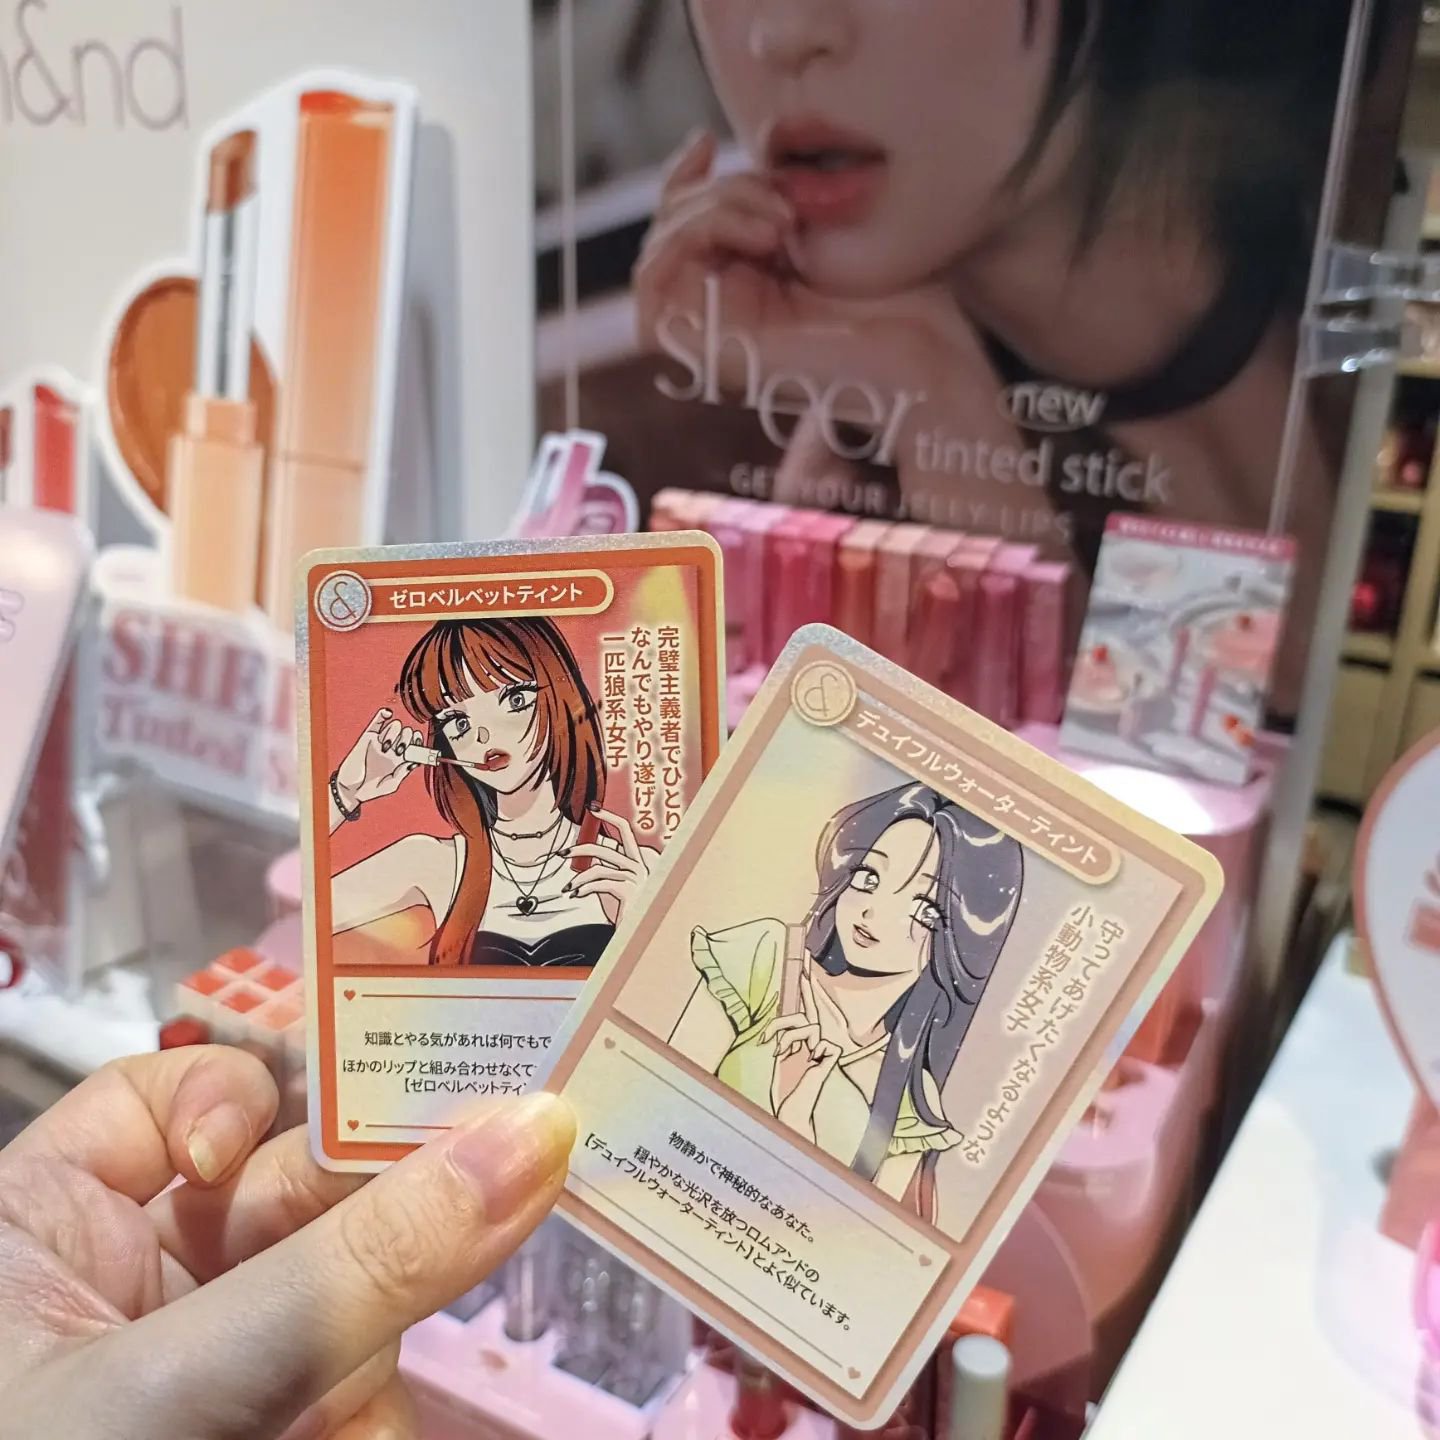 &nd
sheer
new
tinted stick
GET YOUR JELLY LIPS
SHEE
Tinted S
&
ゼロベルベットティント
完璧主義者でひとり
なんでもやり遂げる
一匹狼系女子
知識とやる気があれば何でもで
ほかのリップと組み合わせなくて
【ゼロベルベットティン
&
デュイフルウォーターティント
守ってあげたくなるような
小動物系女子
物静かで神秘的なあなた。
穏やかな光沢を放つロムアンドの
【デュイフルウォーターティント】とよく似ています。